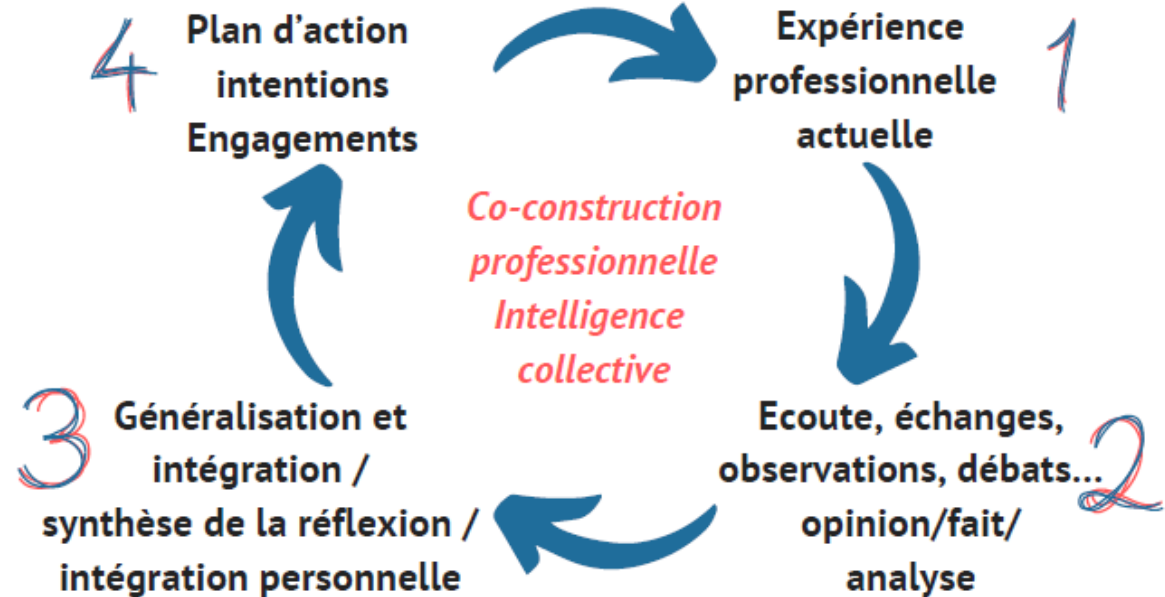 4
Plan d'action
intentions
Engagements
Expérience
professionnelle
actuelle
1
Co-construction
professionnelle
Intelligence
collective
3
Généralisation et
intégration /
synthèse de la réflexion /
intégration personnelle
Ecoute, échanges,
observations, débats...
opinion/fait/
analyse
2